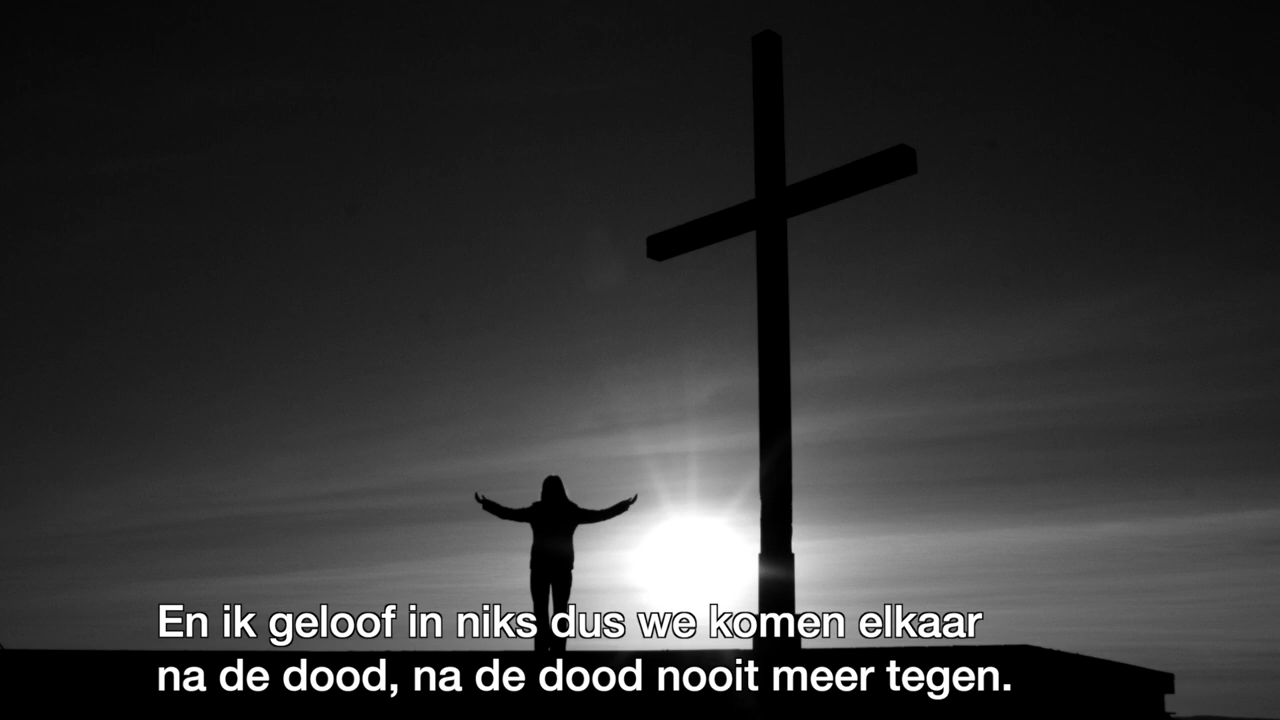 En ik geloof in niks dus we komen elkaar
na de dood, na de dood nooit meer tegen.